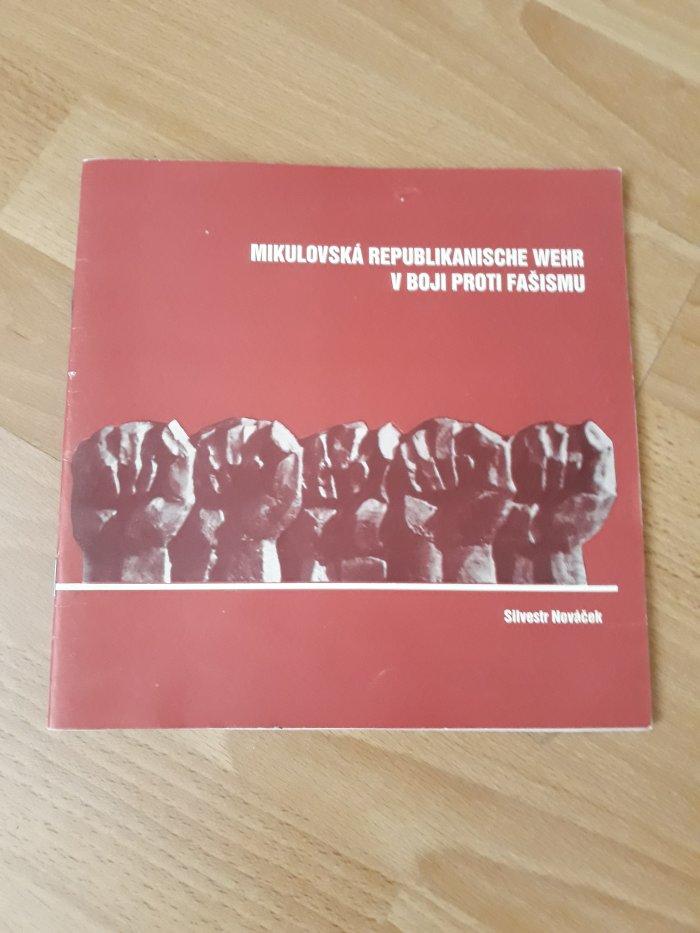 MIKULOVSKÁ REPUBLIKANISCHE WEHR
V BOJI PROTI FAŠISMU
Silvestr Nováček